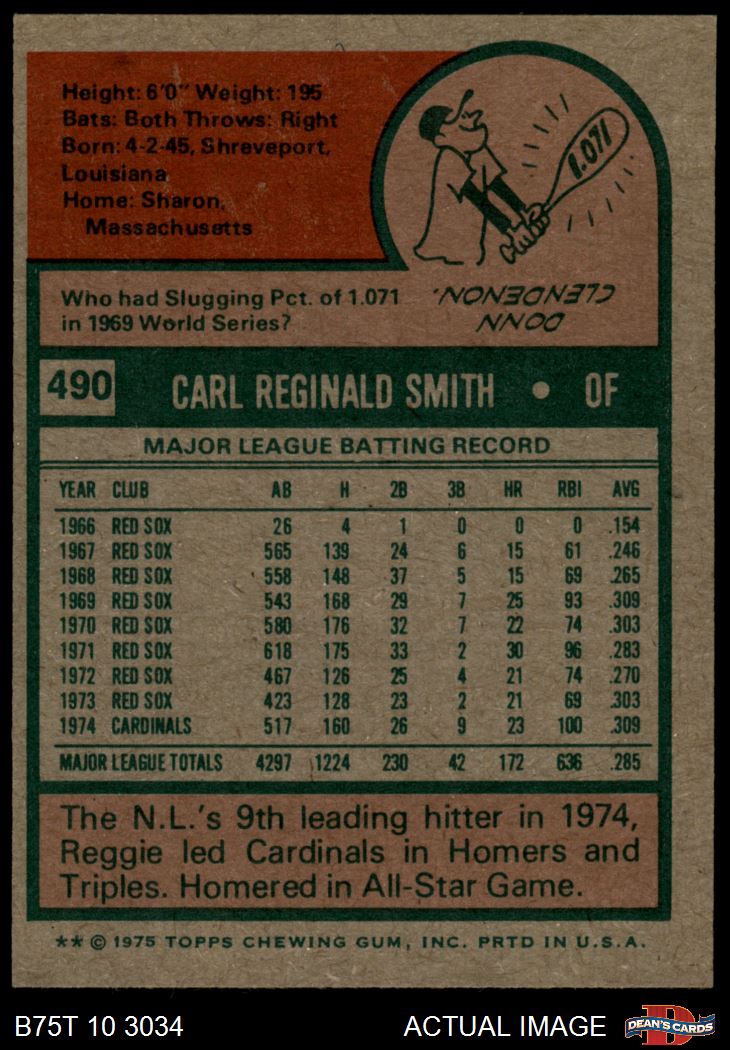 Height: 6'0" Weight: 195
Bats: Both Throws: Right
Born: 4-2-45, Shreveport,
Louisiana
Home: Sharon,
Massachusetts
1.071
Who had Slugging Pct. of 1.071
in 1969 World Series?
DONN
CLENDENON.
490 CARL REGINALD SMITH • OF
MAJOR LEAGUE BATTING RECORD
YEAR CLUB AB H 2B 3B HR RBI AVG
1966 RED SOX 26 4 1 0 0 0 .154
1967 RED SOX 565 139 24 6 15 61 .246
1968 RED SOX 558 148 37 5 15 69 .265
1969 RED SOX 543 168 29 7 25 93 .309
1970 RED SOX 580 176 32 7 22 74 .303
1971 RED SOX 618 175 33 2 30 96 .283
1972 RED SOX 467 126 25 4 21 74 .270
1973 RED SOX 423 128 23 2 21 69 .303
1974 CARDINALS 517 160 26 9 23 100 .309
MAJOR LEAGUE TOTALS 4297 1224 230 42 172 636 .285
The N.L.'s 9th leading hitter in 1974,
Reggie led Cardinals in Homers and
Triples. Homered in All-Star Game.
** © 1975 TOPPS CHEWING GUM, INC. PRTD IN U.S.A.
B75T 10 3034 ACTUAL IMAGE
D
DEAN'S CARDS